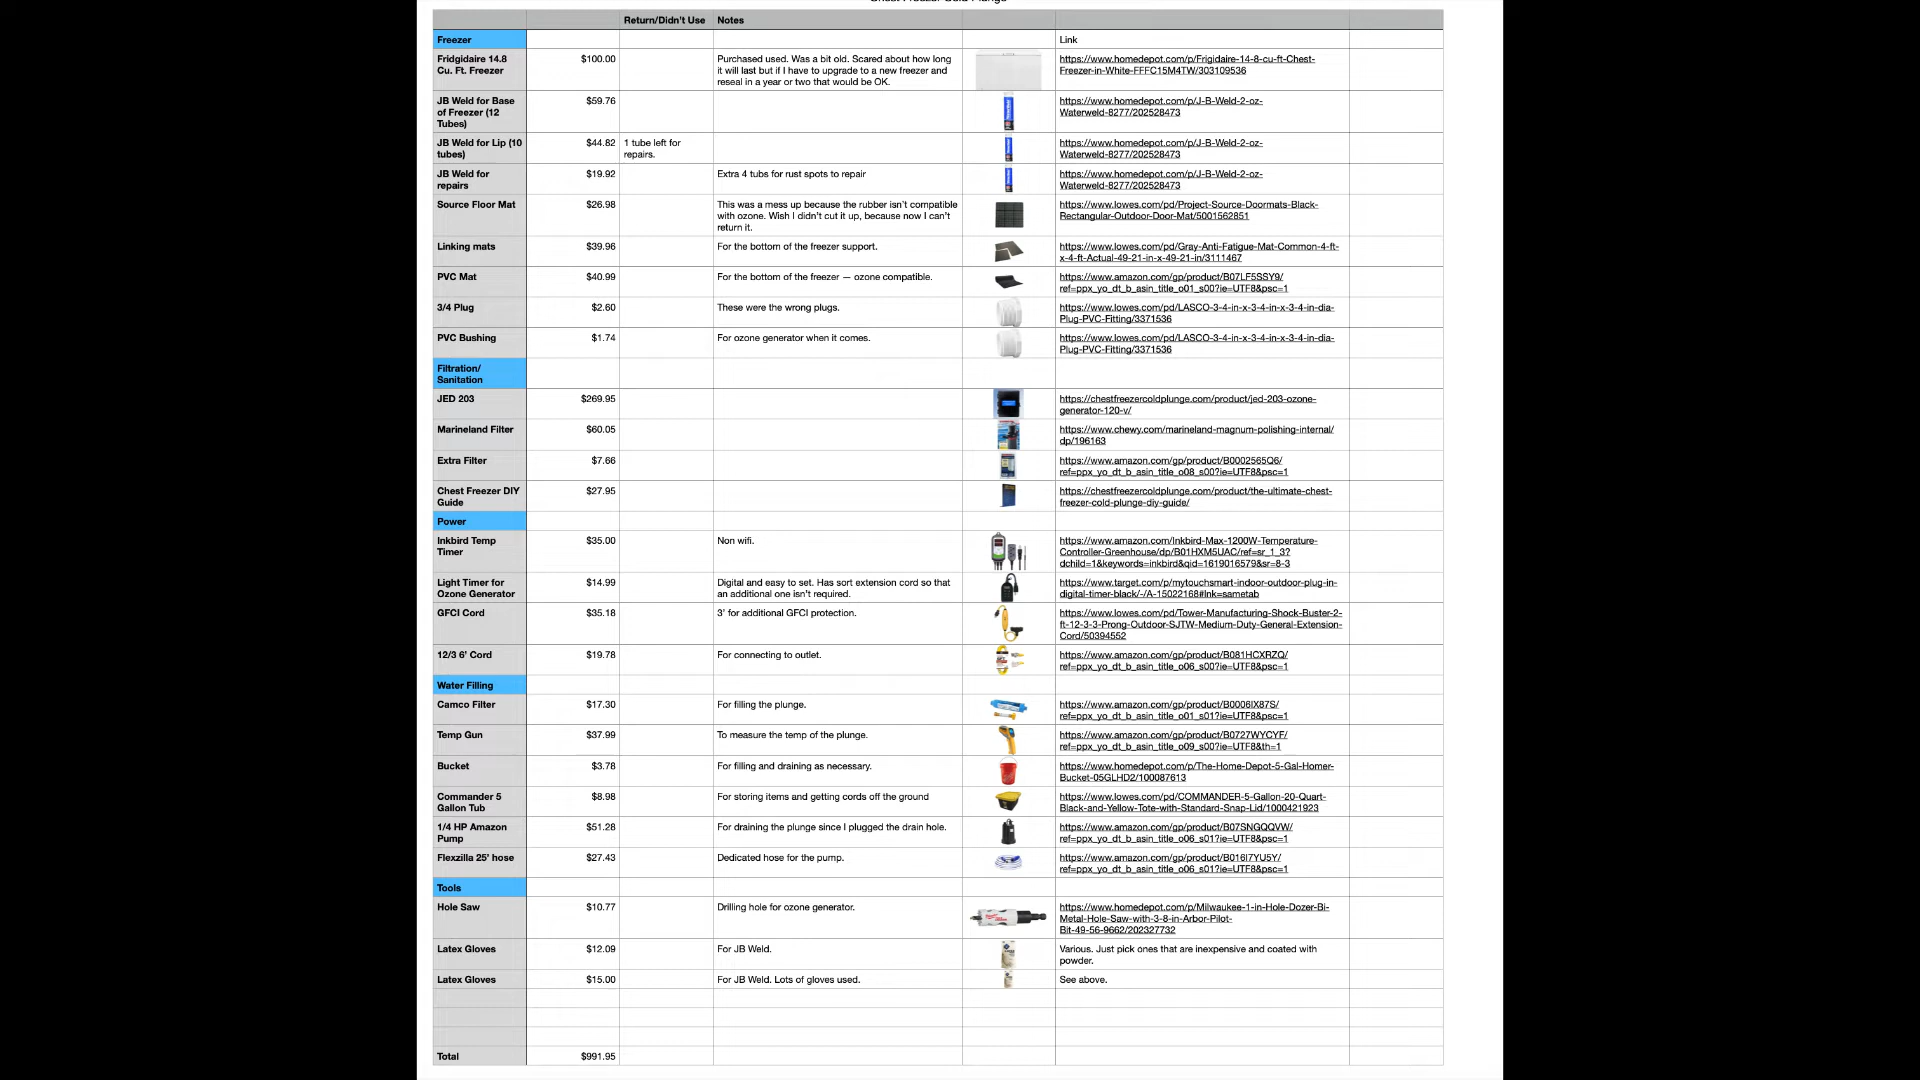 Chest Freezer Cold Plunge
Return/Didn't Use Notes
Freezer Link
Fridgidaire 14.8 $100.00 Purchased used. Was a bit old. Scared about how long https://www.homedepot.com/p/Frigidaire-14-8-cu-ft-Chest-
Cu. Ft. Freezer it will last but if I have to upgrade to a new freezer and Freezer-in-White-FFFC15M4TW/303109536
reseal in a year or two that would be OK.
JB Weld for Base $59.76 https://www.homedepot.com/p/J-B-Weld-2-oz-
of Freezer (12 Waterweld-8277/202528473
Tubes)
JB Weld for Lip (10 $44.82 1 tube left for https://www.homedepot.com/p/J-B-Weld-2-oz-
tubes) repairs. Waterweld-8277/202528473
JB Weld for $19.92 Extra 4 tubs for rust spots to repair https://www.homedepot.com/p/J-B-Weld-2-oz-
repairs Waterweld-8277/202528473
Source Floor Mat $26.98 This was a mess up because the rubber isn't compatible https://www.lowes.com/pd/Project-Source-Doormats-Black-
with ozone. Wish I didn't cut it up, because now I can't Rectangular-Outdoor-Door-Mat/5001562851
return it.
Linking mats $39.96 For the bottom of the freezer support. https://www.lowes.com/pd/Gray-Anti-Fatigue-Mat-Common-4-ft-
x-4-ft-Actual-49-21-in-x-49-21-in/3111467
PVC Mat $40.99 For the bottom of the freezer — ozone compatible. https://www.amazon.com/gp/product/B07LF5SSY9/
ref=ppx_yo_dt_b_asin_title_o01_s00?ie=UTF8&psc=1
3/4 Plug $2.60 These were the wrong plugs. https://www.lowes.com/pd/LASCO-3-4-in-x-3-4-in-x-3-4-in-dia-
Plug-PVC-Fitting/3371536
PVC Bushing $1.74 For ozone generator when it comes. https://www.lowes.com/pd/LASCO-3-4-in-x-3-4-in-x-3-4-in-dia-
Plug-PVC-Fitting/3371536
Filtration/
Sanitation
JED 203 $269.95 https://chestfreezercoldplunge.com/product/jed-203-ozone-
generator-120-v/
Marineland Filter $60.05 https://www.chewy.com/marineland-magnum-polishing-internal/
dp/196163
Extra Filter $7.66 https://www.amazon.com/gp/product/B0002565Q6/
ref=ppx_yo_dt_b_asin_title_o08_s00?ie=UTF8&psc=1
Chest Freezer DIY $27.95 https://chestfreezercoldplunge.com/product/the-ultimate-chest-
Guide freezer-cold-plunge-diy-guide/
Power
Inkbird Temp $35.00 Non wifi. https://www.amazon.com/Inkbird-Max-1200W-Temperature-
Timer Controller-Greenhouse/dp/B01HXM5UAC/ref=sr_1_3?
dchild=1&keywords=inkbird&qid=1619016579&sr=8-3
Light Timer for $14.99 Digital and easy to set. Has sort extension cord so that https://www.target.com/p/mytouchsmart-indoor-outdoor-plug-in-
Ozone Generator an additional one isn't required. digital-timer-black/-/A-15022168#lnk=sametab
GFCI Cord $35.18 3' for additional GFCI protection. https://www.lowes.com/pd/Tower-Manufacturing-Shock-Buster-2-
ft-12-3-3-Prong-Outdoor-SJTW-Medium-Duty-General-Extension-
Cord/50394552
12/3 6' Cord $19.78 For connecting to outlet. https://www.amazon.com/gp/product/B081HCXRZQ/
ref=ppx_yo_dt_b_asin_title_o06_s00?ie=UTF8&psc=1
Water Filling
Camco Filter $17.30 For filling the plunge. https://www.amazon.com/gp/product/B0006IX87S/
ref=ppx_yo_dt_b_asin_title_o01_s01?ie=UTF8&psc=1
Temp Gun $37.99 To measure the temp of the plunge. https://www.amazon.com/gp/product/B0727WYCYF/
ref=ppx_yo_dt_b_asin_title_o09_s00?ie=UTF8&th=1
Bucket $3.78 For filling and draining as necessary. https://www.homedepot.com/p/The-Home-Depot-5-Gal-Homer-
Bucket-05GLHD2/100087613
Commander 5 $8.98 For storing items and getting cords off the ground https://www.lowes.com/pd/COMMANDER-5-Gallon-20-Quart-
Gallon Tub Black-and-Yellow-Tote-with-Standard-Snap-Lid/1000421923
1/4 HP Amazon $51.28 For draining the plunge since I plugged the drain hole. https://www.amazon.com/gp/product/B07SNGQQVW/
Pump ref=ppx_yo_dt_b_asin_title_o06_s01?ie=UTF8&psc=1
Flexzilla 25' hose $27.43 Dedicated hose for the pump. https://www.amazon.com/gp/product/B016I7YU5Y/
ref=ppx_yo_dt_b_asin_title_o06_s01?ie=UTF8&psc=1
Tools
Hole Saw $10.77 Drilling hole for ozone generator. https://www.homedepot.com/p/Milwaukee-1-in-Hole-Dozer-Bi-
Metal-Hole-Saw-with-3-8-in-Arbor-Pilot-
Bit-49-56-9662/202327732
Latex Gloves $12.09 For JB Weld. Various. Just pick ones that are inexpensive and coated with
powder.
Latex Gloves $15.00 For JB Weld. Lots of gloves used. See above.
Total $991.95